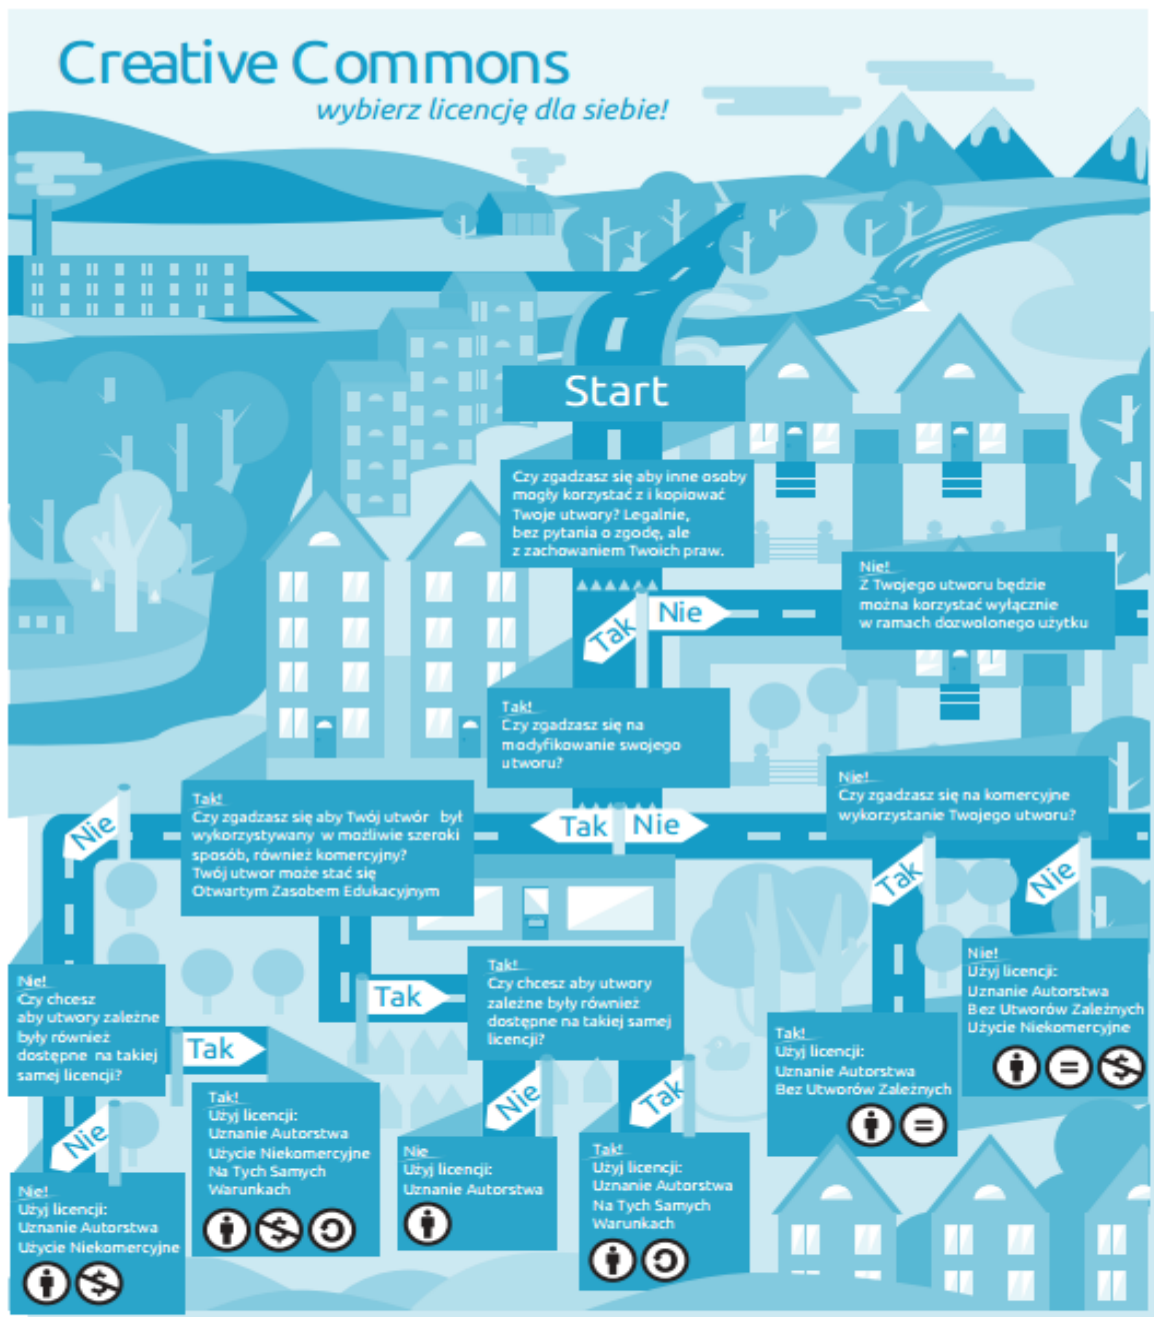 Creative Commons
wybierz licencję dla siebie!
Start
Czy zgadzasz się aby inne osoby
mogły korzystać z i kopiować
Twoje utwory? Legalnie,
bez pytania o zgodę, ale
z zachowaniem Twoich praw.
Tak
Nie
Nie!
Z Twojego utworu będzie
można korzystać wyłącznie
w ramach dozwolonego użytku
Tak!
Czy zgadzasz się na
modyfikowanie swojego
utworu?
Tak
Nie
Nie!
Czy zgadzasz się na komercyjne
wykorzystanie Twojego utworu?
Tak!
Czy zgadzasz się aby Twój utwór był
wykorzystywany w możliwie szeroki
sposób, również komercyjny?
Twój utwor może stać się
Otwartym Zasobem Edukacyjnym
Nie
Tak
Nie
Nie!
Użyj licencji:
Uznanie Autorstwa
Bez Utworów Zależnych
Użycie Niekomercyjne
Tak!
Użyj licencji:
Uznanie Autorstwa
Bez Utworów Zależnych
Tak
Tak!
Czy chcesz aby utwory
zależne były również
dostępne na takiej samej
licencji?
Nie!
Czy chcesz
aby utwory zależne
były również
dostępne na takiej
samej licencji?
Tak
Nie
Nie
Tak
Tak!
Użyj licencji:
Uznanie Autorstwa
Użycie Niekomercyjne
Na Tych Samych
Warunkach
Nie
Użyj licencji:
Uznanie Autorstwa
Tak!
Użyj licencji:
Uznanie Autorstwa
Na Tych Samych
Warunkach
Nie!
Użyj licencji:
Uznanie Autorstwa
Użycie Niekomercyjne